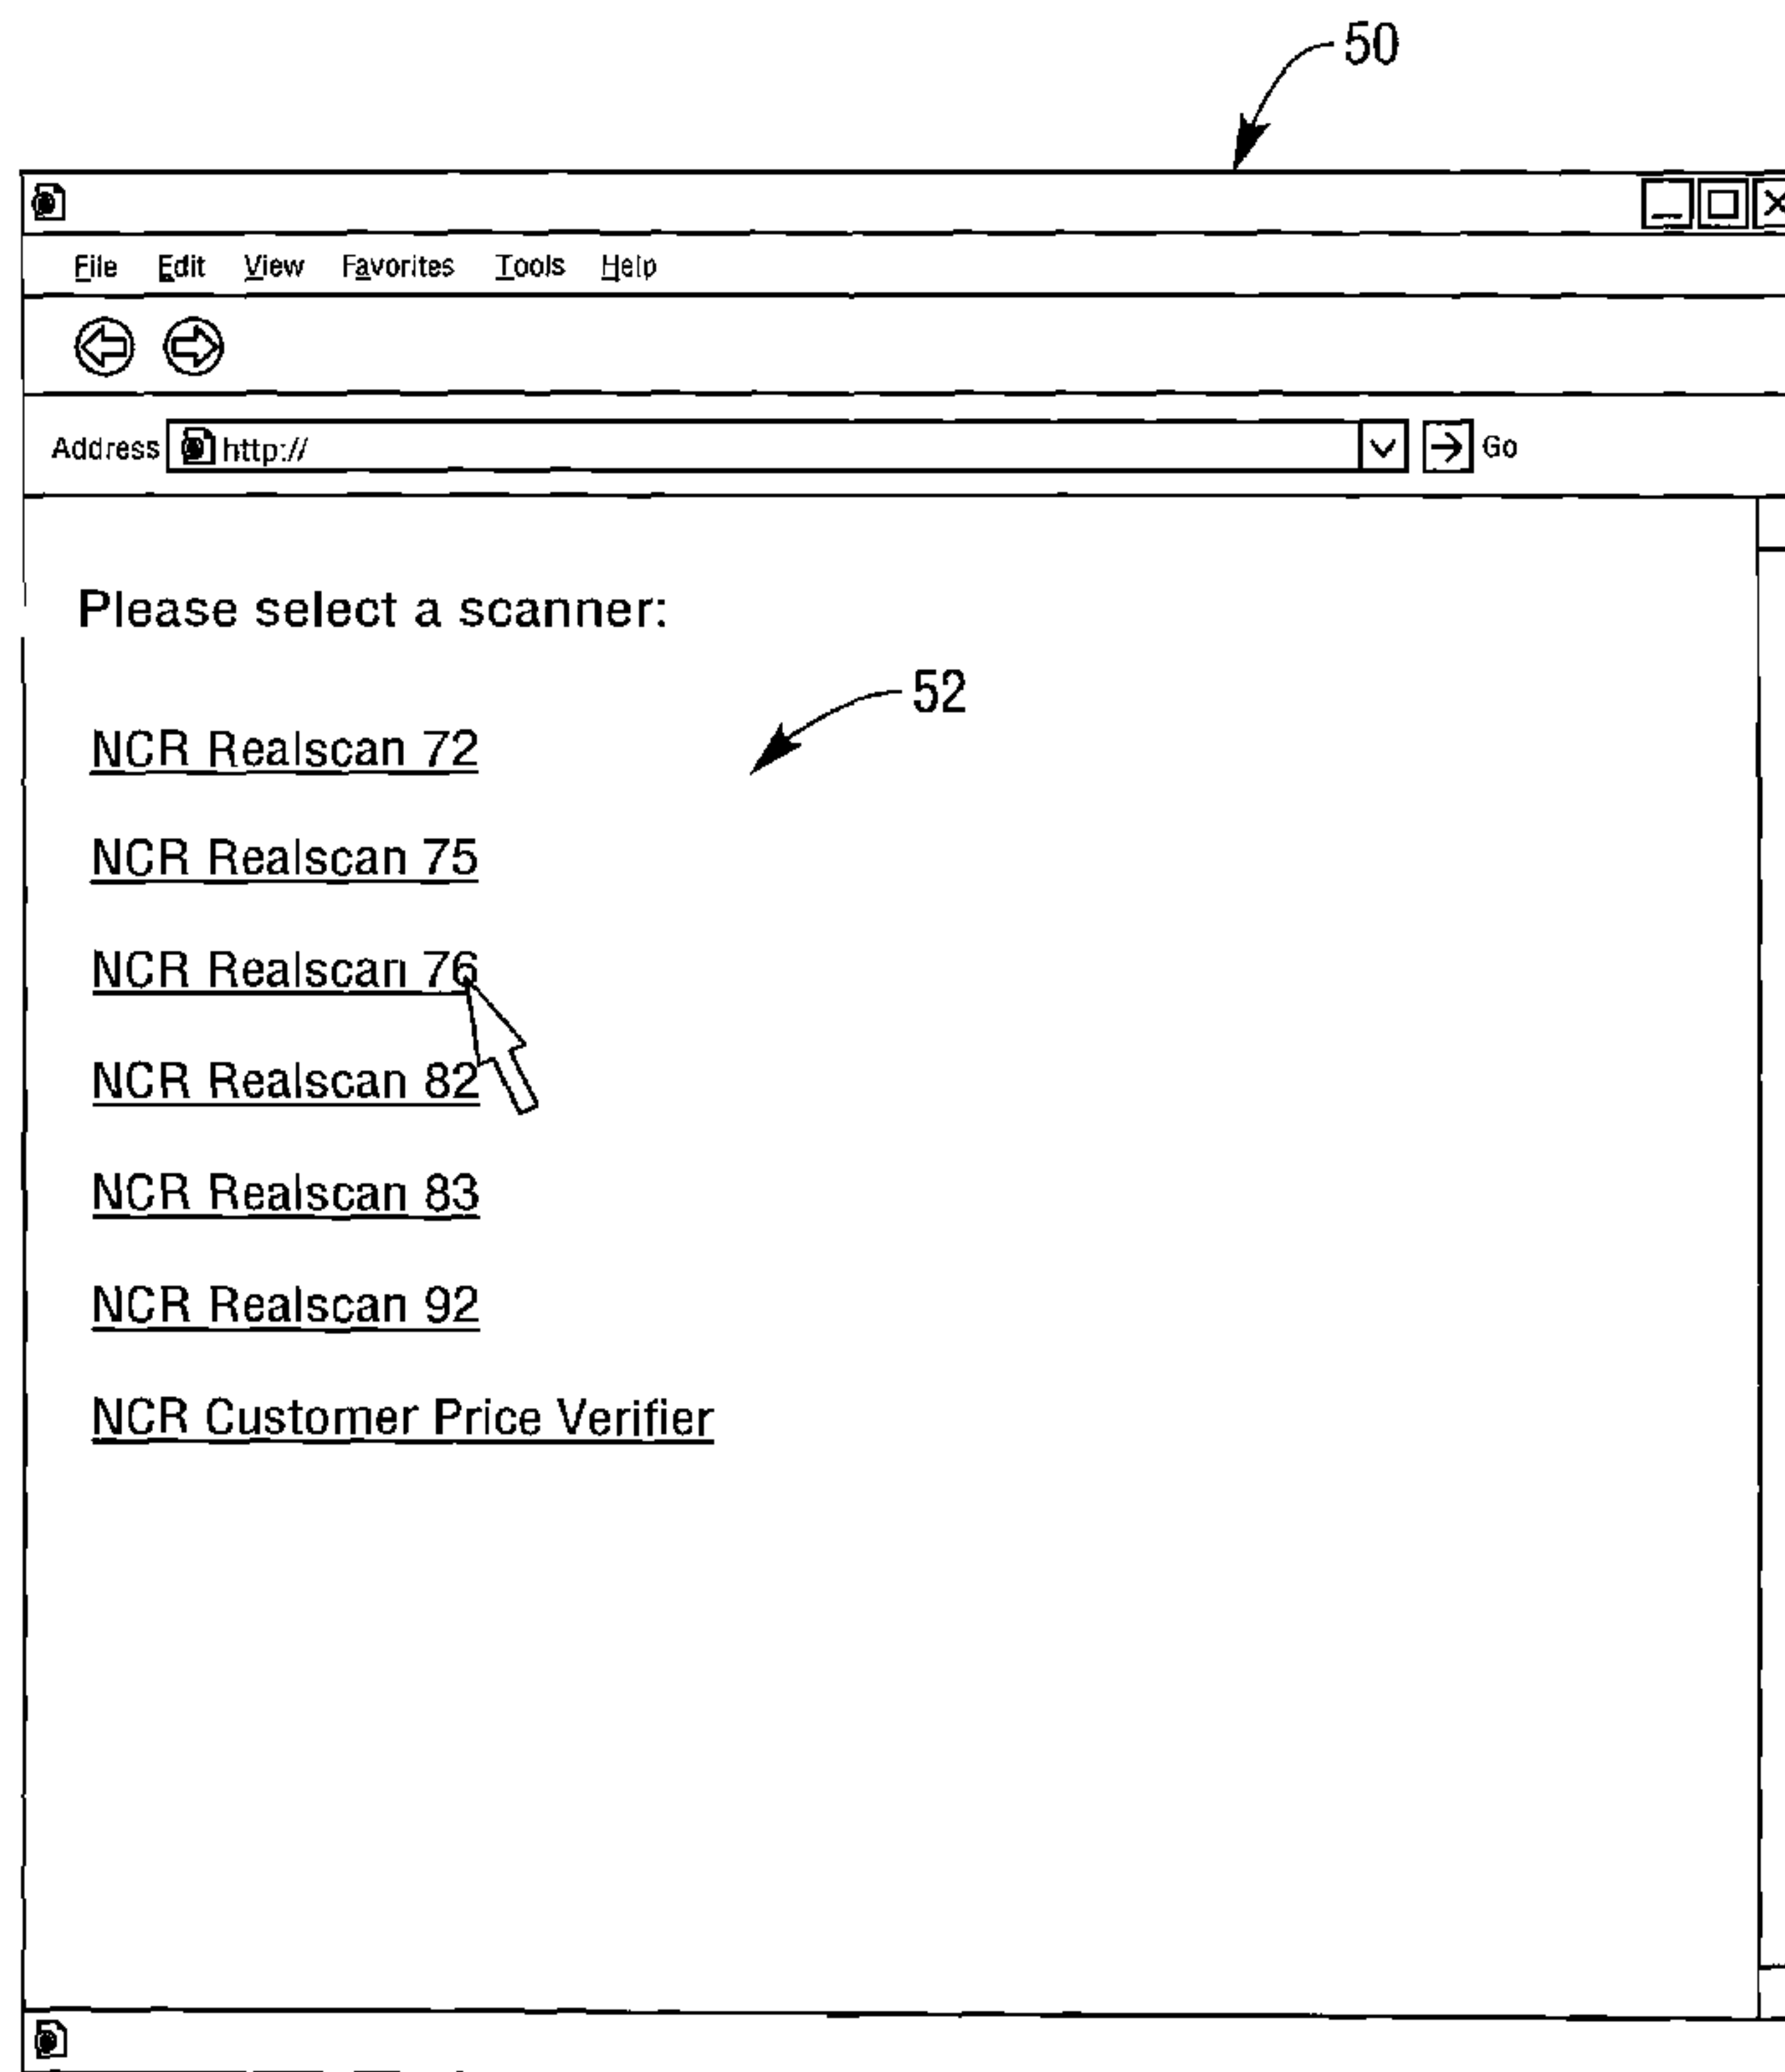 50
File Edit View Favorites Tools Help
Address http:// Go
Please select a scanner:
52
NCR Realscan 72
NCR Realscan 75
NCR Realscan 76
NCR Realscan 82
NCR Realscan 83
NCR Realscan 92
NCR Customer Price Verifier